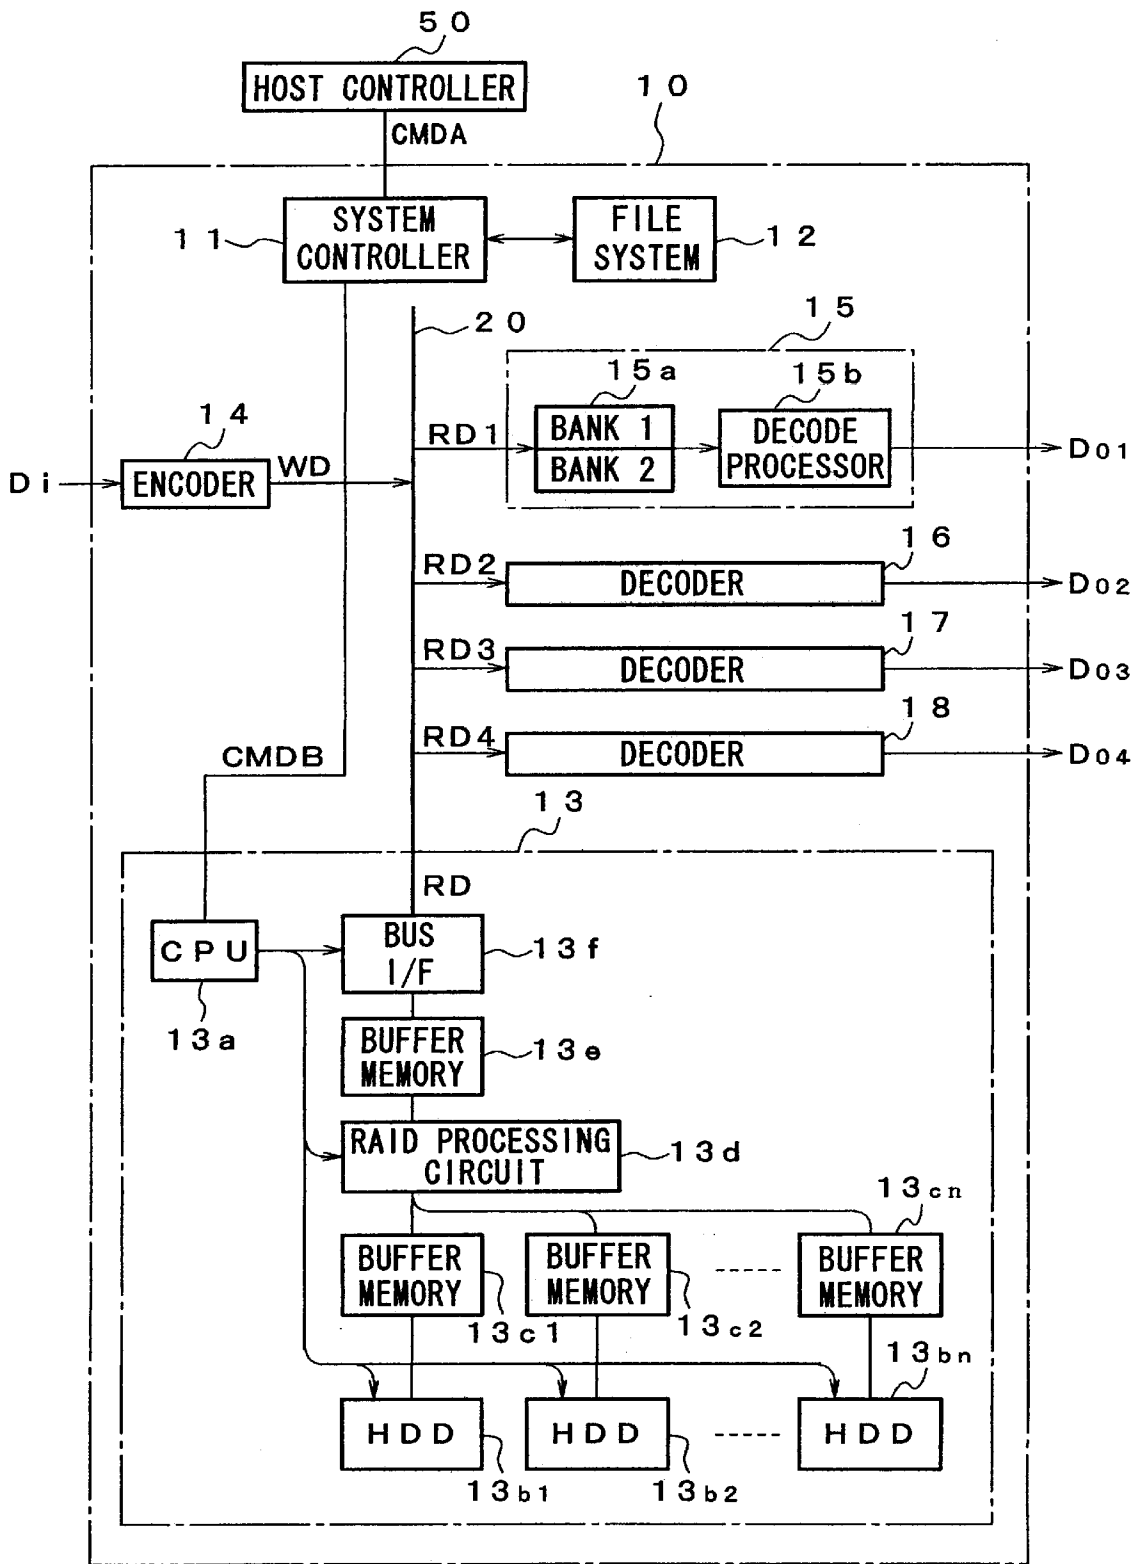 50
HOST CONTROLLER
10
CMDA
SYSTEM
CONTROLLER
11
FILE
SYSTEM
12
20
15
15a
15b
14
RD1
BANK 1
BANK 2
DECODE
PROCESSOR
Do1
Di
ENCODER
WD
16
RD2
DECODER
Do2
17
RD3
DECODER
Do3
18
RD4
DECODER
Do4
CMDB
13
RD
CPU
13a
BUS
I/F
13f
BUFFER
MEMORY
13e
RAID PROCESSING
CIRCUIT
13d
13cn
BUFFER
MEMORY
13c1
BUFFER
MEMORY
13c2
BUFFER
MEMORY
13bn
HDD
13b1
HDD
13b2
HDD